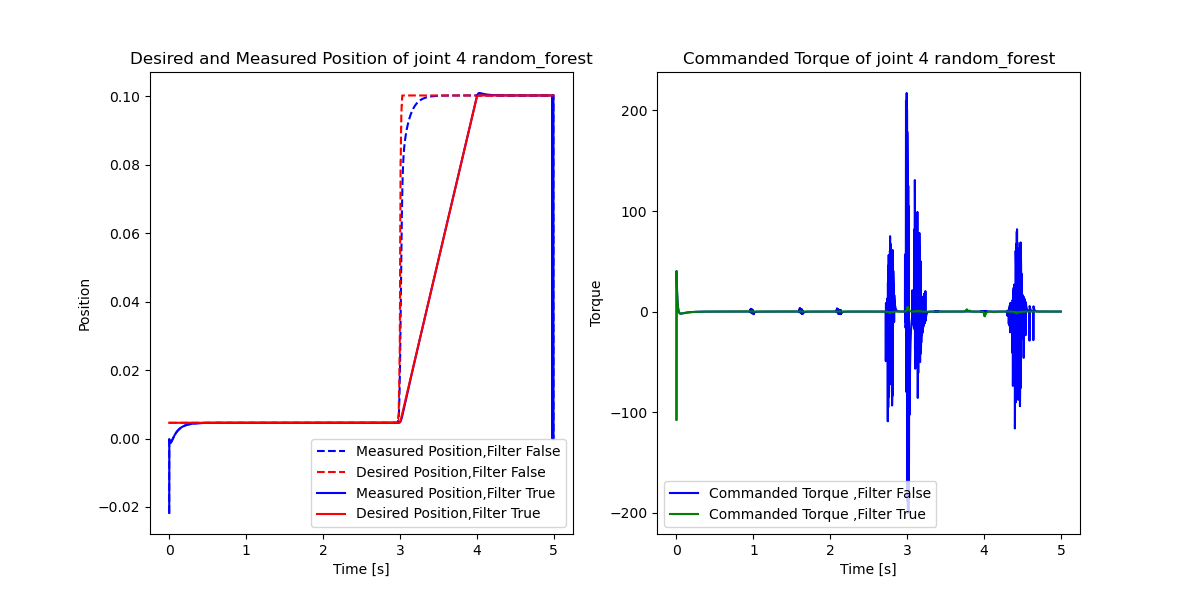 Desired and Measured Position of joint 4 random_forest
Position
0.10
0.08
0.06
0.04
0.02
0.00
−0.02
0
1
2
3
4
5
Time [s]
Measured Position,Filter False
Desired Position,Filter False
Measured Position,Filter True
Desired Position,Filter True
Commanded Torque of joint 4 random_forest
Torque
200
100
0
−100
−200
0
1
2
3
4
5
Time [s]
Commanded Torque ,Filter False
Commanded Torque ,Filter True